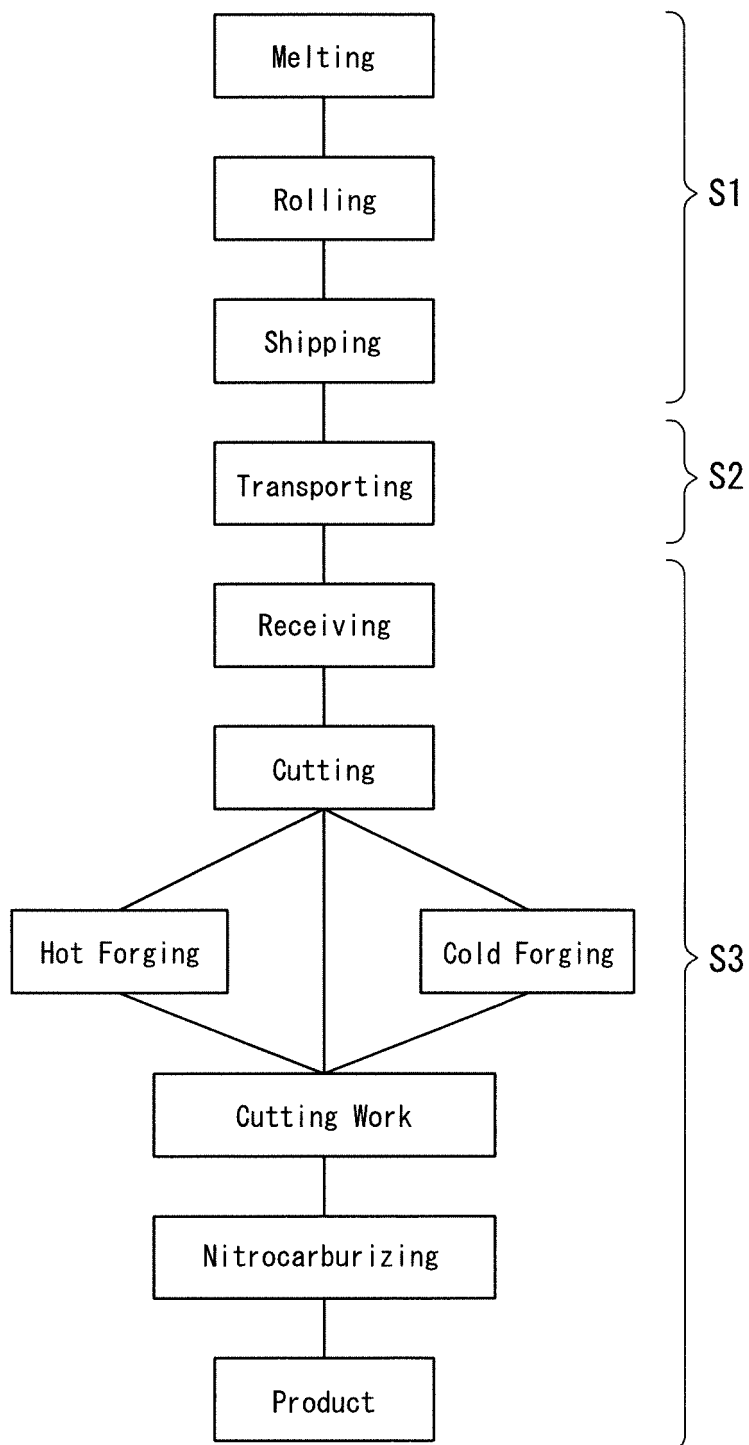 Melting
Rolling
S1
Shipping
Transporting
S2
Receiving
Cutting
Hot Forging
Cold Forging
S3
Cutting Work
Nitrocarburizing
Product